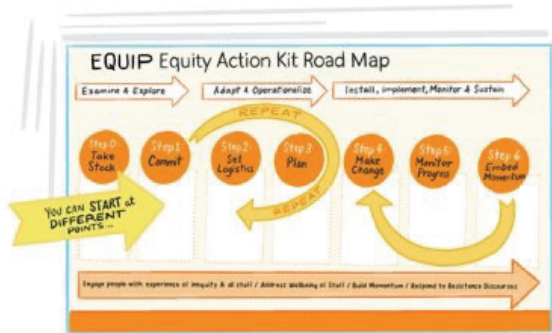 EQUIP Equity Action Kit Road Map
Examine & Explore
Adapt & Operationalize
Install, Implement, Monitor & Sustain
REPEAT
Step 0:
Take
Stock
Step 1:
Commit
Step 2:
Set
Logistics
Step 3:
Plan
Step 4:
Make
Change
Step 5:
Monitor
Progress
Step 6:
Embed
Momentum
REPEAT
YOU CAN START at
DIFFERENT
POINTS...
Engage people with experience of inequity & all staff / Address Wellbeing of Staff / Build Momentum / Respond to Resistance Discourses